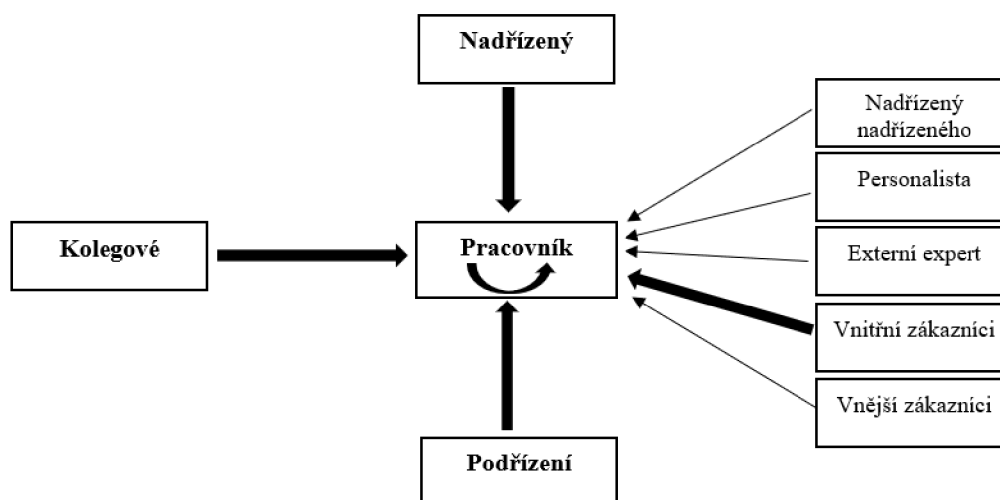 Nadřízený
Nadřízený
nadřízeného
Personalista
Kolegové
Pracovník
Externí expert
Vnitřní zákazníci
Vnější zákazníci
Podřízení